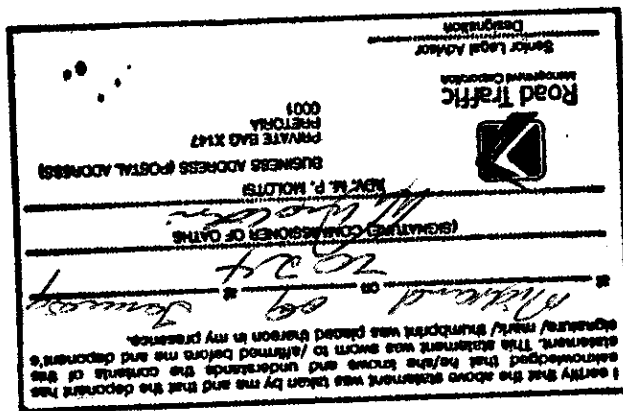 I certify that the above statement was taken by me and that the deponent has
acknowledged that he/she knows and understands the contents of this
statement. This statement was sworn to /affirmed before me and deponent's
signature/ mark/ thumbprint was placed thereon in my presence.
at Midrand on 09 at January
2024
(SIGNATURE) COMMISSIONER OF OATHS
ADV. M. P. MOLOTSI
BUSINESS ADDRESS (POSTAL ADDRESS)
PRIVATE BAG X147
PRETORIA
0001
Road Traffic
Management Corporation
Senior Legal Advisor
Designation